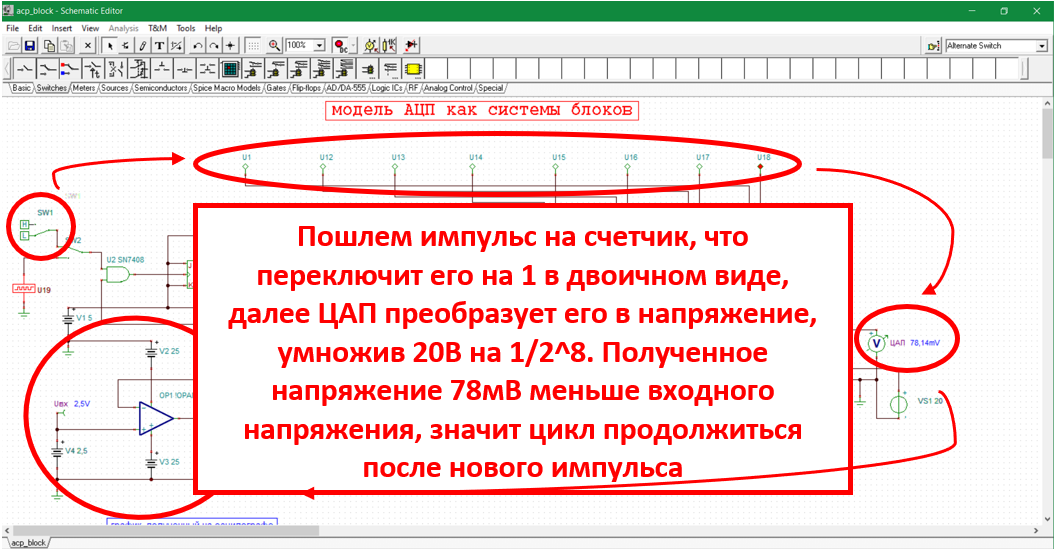 acp_block - Schematic Editor
File Edit Insert View Analysis T&M Tools Help
100% DC Alternate Switch
Basic Switches Meters Sources Semiconductors Spice Macro Models Gates Flip-flops AD/DA-555 Logic ICs RF Analog Control Special
модель АЦП как системы блоков
U1 U12 U13 U14 U15 U16 U17 U18
SW1
H
L
SW2
U2 SN7408
J
K
U19
V1 5
V2 25
Uвх 2,5V
OP1 !OPA
V4 2,5
V3 25
Пошлем импульс на счетчик, что
переключит его на 1 в двоичном виде,
далее ЦАП преобразует его в напряжение,
умножив 20В на 1/2^8. Полученное
напряжение 78мВ меньше входного
напряжения, значит цикл продолжиться
после нового импульса
V ЦАП 78,14mV
VS1 20
acp_block